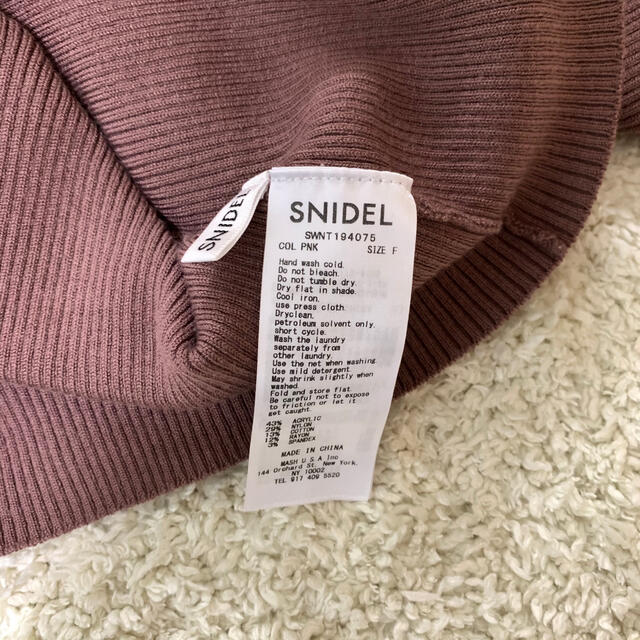 SNIDEL
SNIDEL
SWNT194075
COL PNK SIZE F
Hand wash cold.
Do not bleach.
Do not tumble dry.
Dry flat in shade.
Cool iron.
use press cloth.
Dryclean.
petroleum solvent only.
short cycle.
Wash the laundry
separately from
other laundry.
Use the net when washing.
Use mild detergent.
May shrink slightly when
washed.
Fold and store flat.
Be careful not to expose
to friction or let it
get caught.
43% ACRYLIC
29% NYLON
13% COTTON
12% RAYON
3% SPANDEX
MADE IN CHINA
MASH U.S.A Inc
144 Orchard St. New York,
NY 10002
TEL 917 409 5520